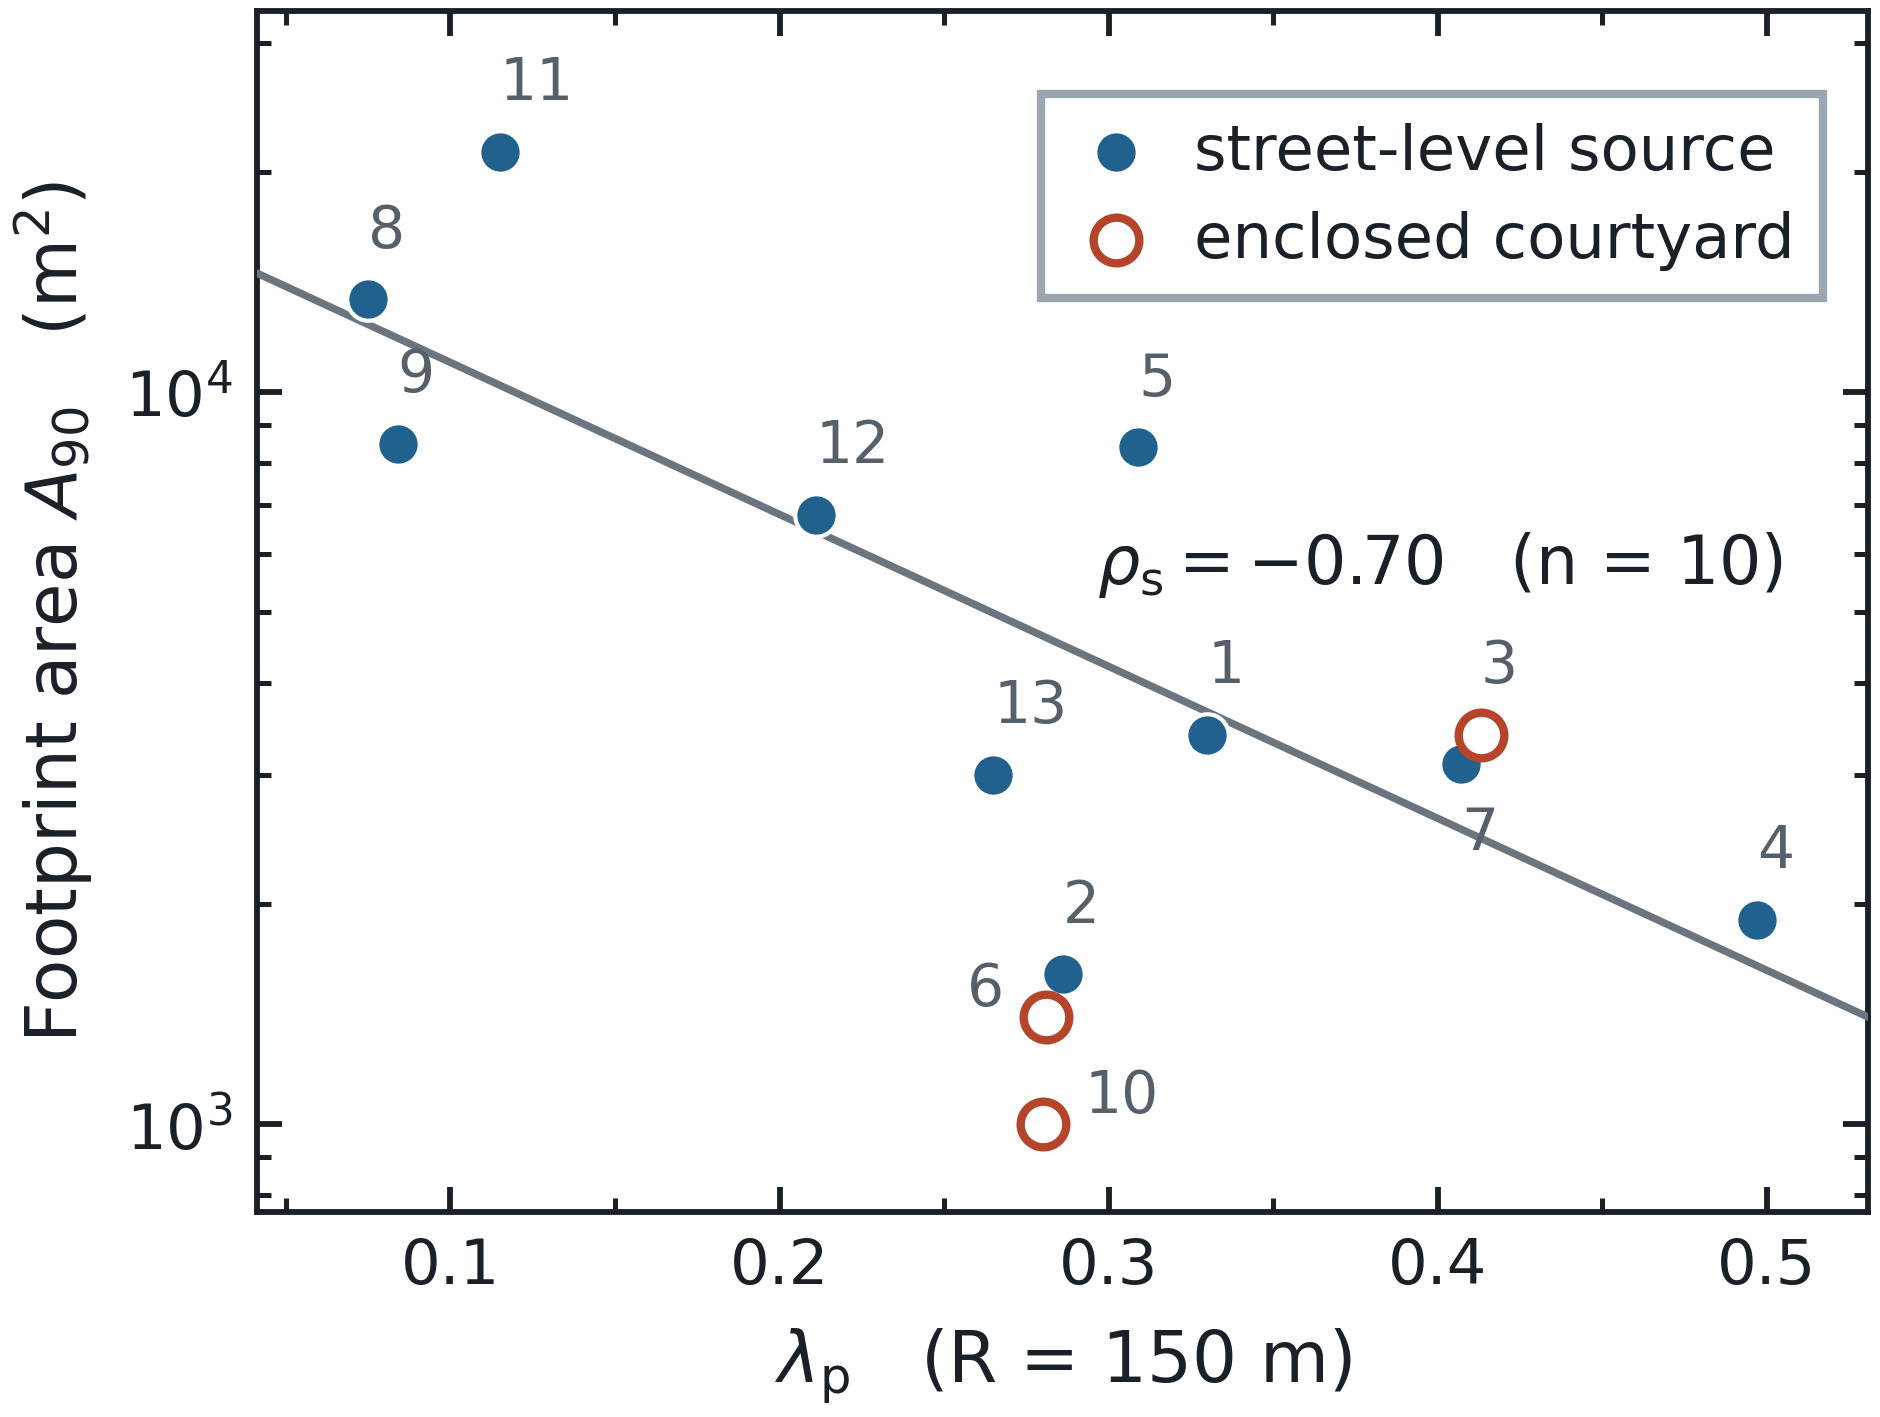 11
street-level source
8
enclosed courtyard
9
5
10⁴
12
ρₛ = −0.70 (n = 10)
1
3
13
7
4
2
6
10
10³
Footprint area A₉₀ (m²)
0.1 0.2 0.3 0.4 0.5
λₚ (R = 150 m)